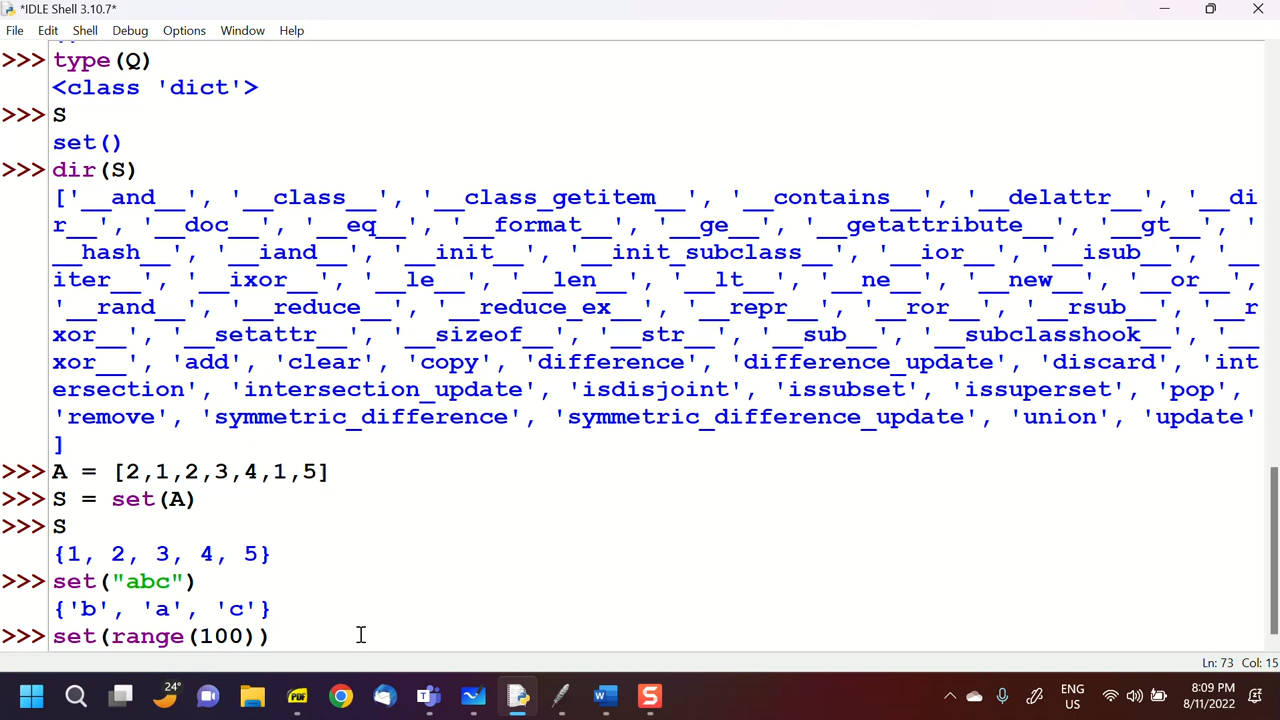 *IDLE Shell 3.10.7*
File Edit Shell Debug Options Window Help
>>> type(Q)
<class 'dict'>
>>> S
set()
>>> dir(S)
['__and__', '__class__', '__class_getitem__', '__contains__', '__delattr__', '__di
r__', '__doc__', '__eq__', '__format__', '__ge__', '__getattribute__', '__gt__', '
__hash__', '__iand__', '__init__', '__init_subclass__', '__ior__', '__isub__', '__
iter__', '__ixor__', '__le__', '__len__', '__lt__', '__ne__', '__new__', '__or__',
'__rand__', '__reduce__', '__reduce_ex__', '__repr__', '__ror__', '__rsub__', '__r
xor__', '__setattr__', '__sizeof__', '__str__', '__sub__', '__subclasshook__', '__
xor__', 'add', 'clear', 'copy', 'difference', 'difference_update', 'discard', 'int
ersection', 'intersection_update', 'isdisjoint', 'issubset', 'issuperset', 'pop',
'remove', 'symmetric_difference', 'symmetric_difference_update', 'union', 'update'
]
>>> A = [2,1,2,3,4,1,5]
>>> S = set(A)
>>> S
{1, 2, 3, 4, 5}
>>> set("abc")
{'b', 'a', 'c'}
>>> set(range(100))
Ln: 73 Col: 15
24°
PDF
ENG
US
8:09 PM
8/11/2022